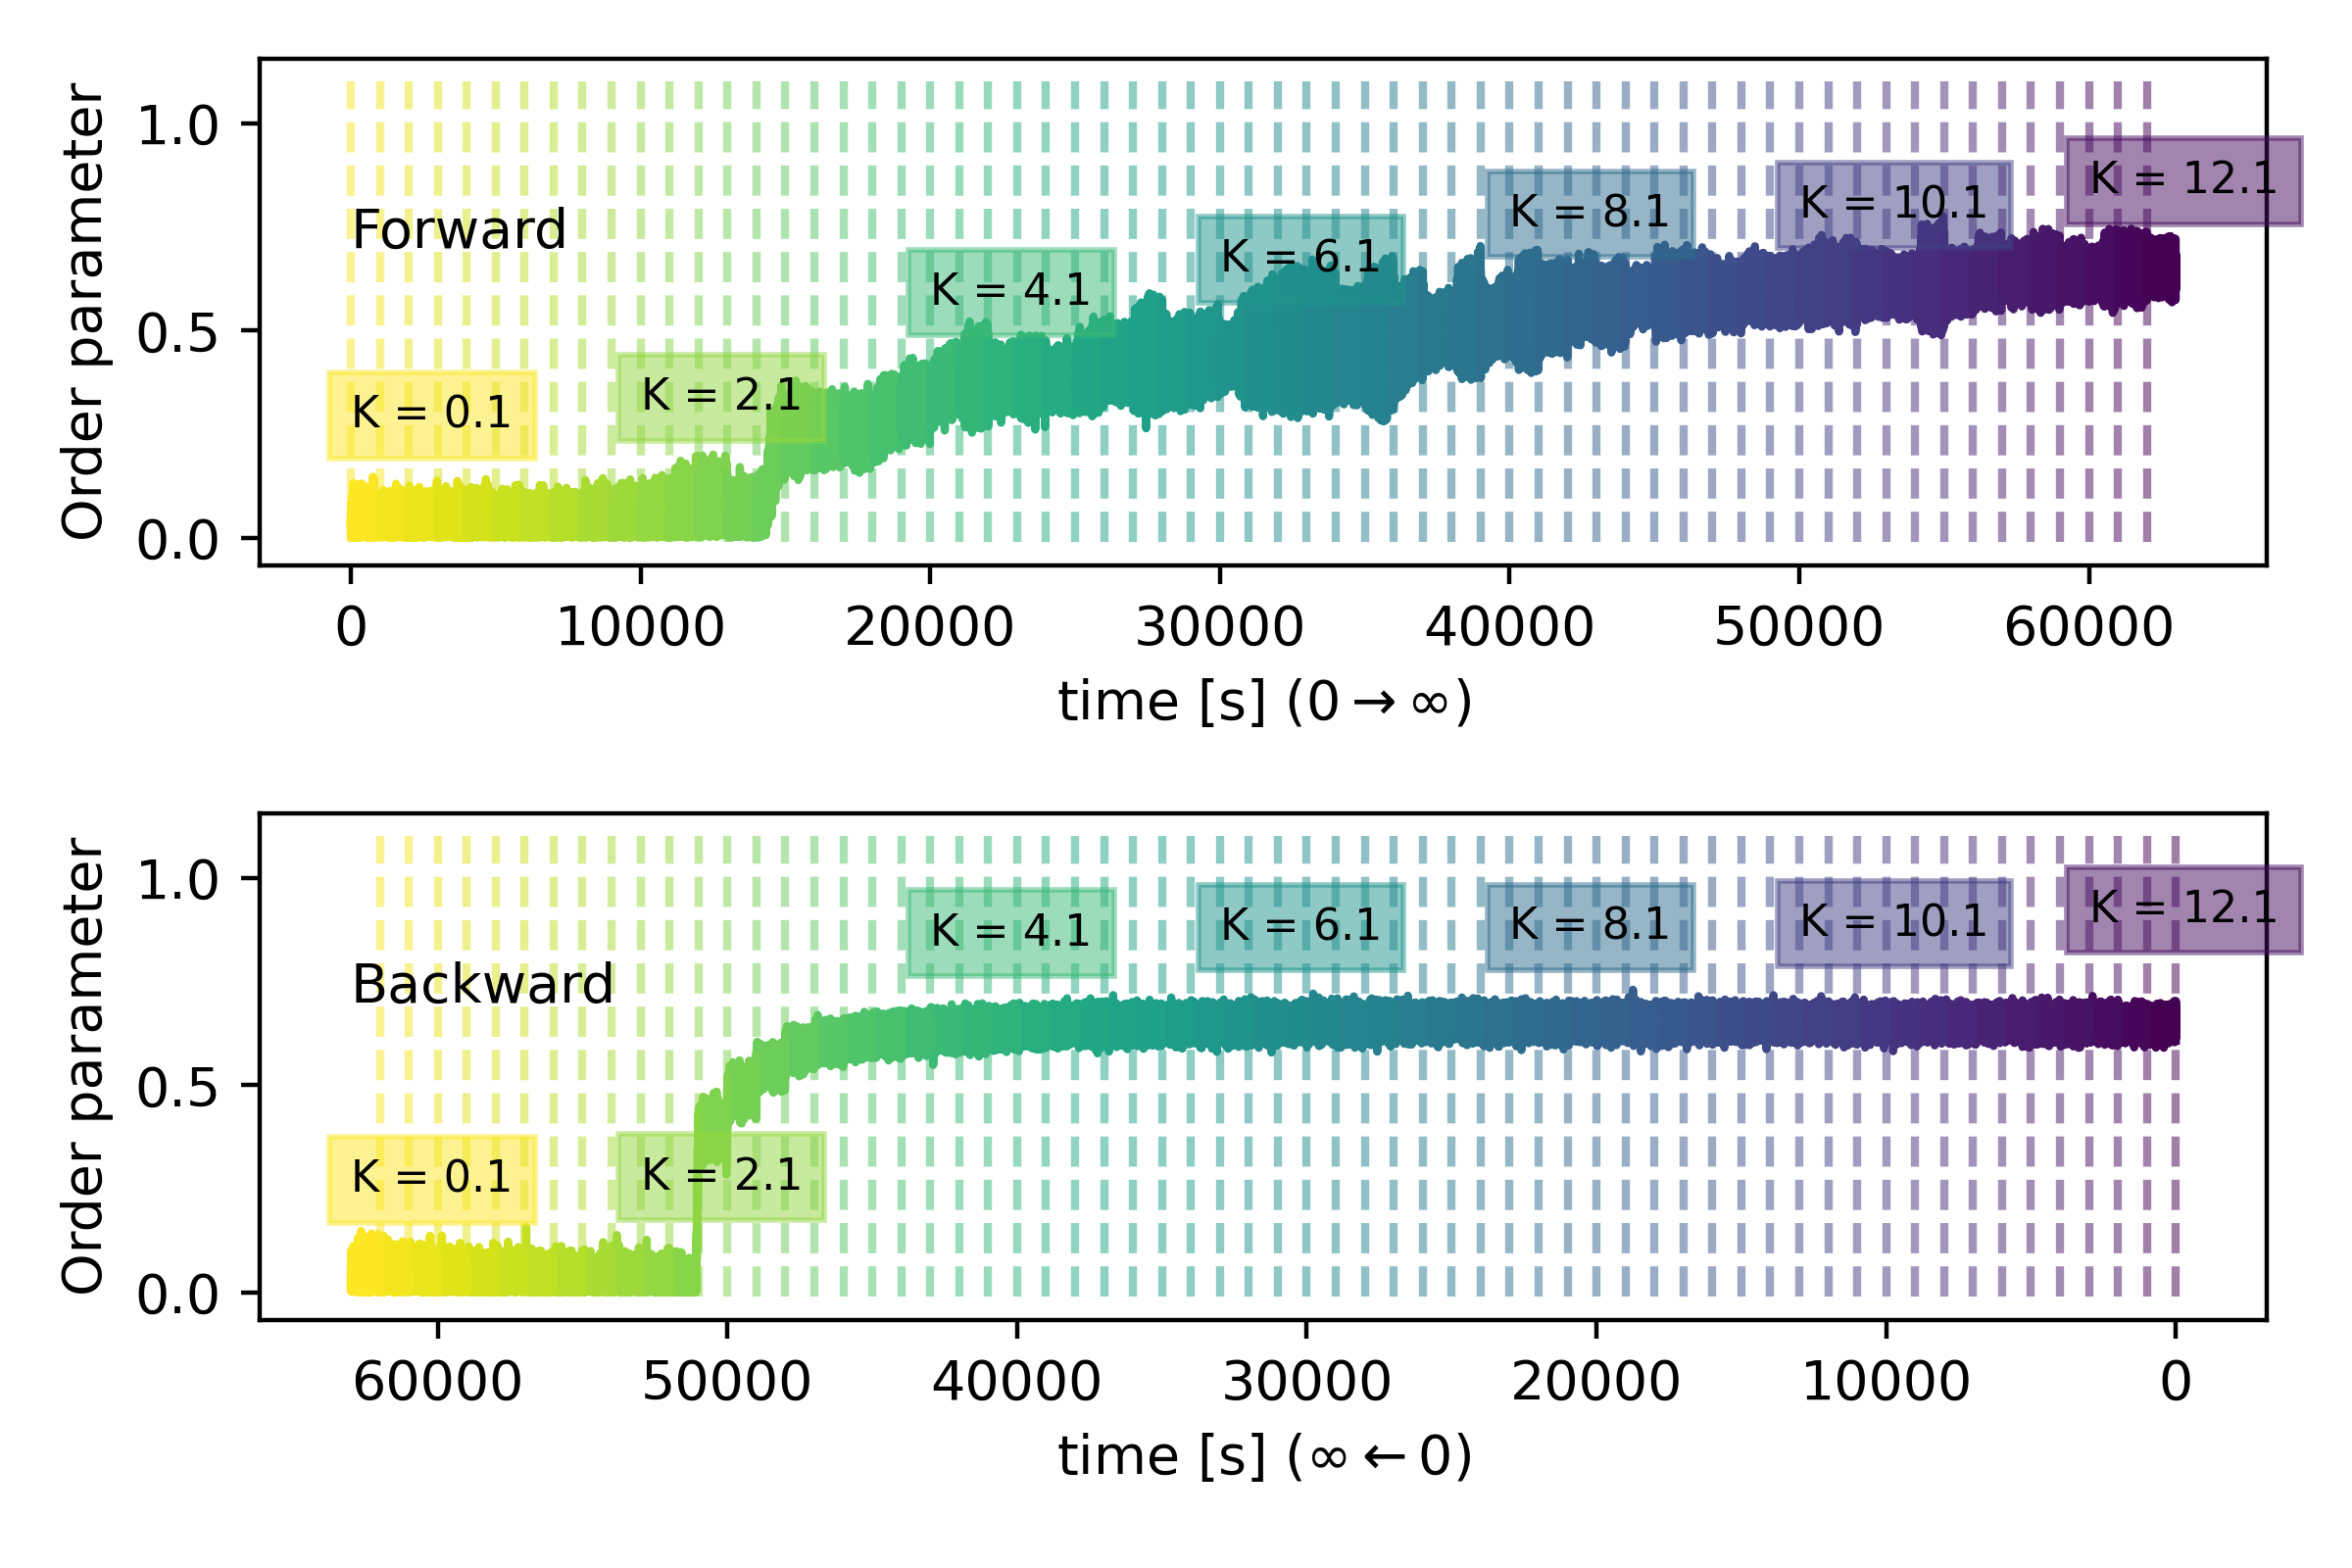 Order parameter
1.0
0.5
0.0
Forward
K = 0.1
K = 2.1
K = 4.1
K = 6.1
K = 8.1
K = 10.1
K = 12.1
0 10000 20000 30000 40000 50000 60000
time [s] (0 → ∞)
Order parameter
1.0
0.5
0.0
Backward
K = 0.1
K = 2.1
K = 4.1
K = 6.1
K = 8.1
K = 10.1
K = 12.1
60000 50000 40000 30000 20000 10000 0
time [s] (∞ ← 0)